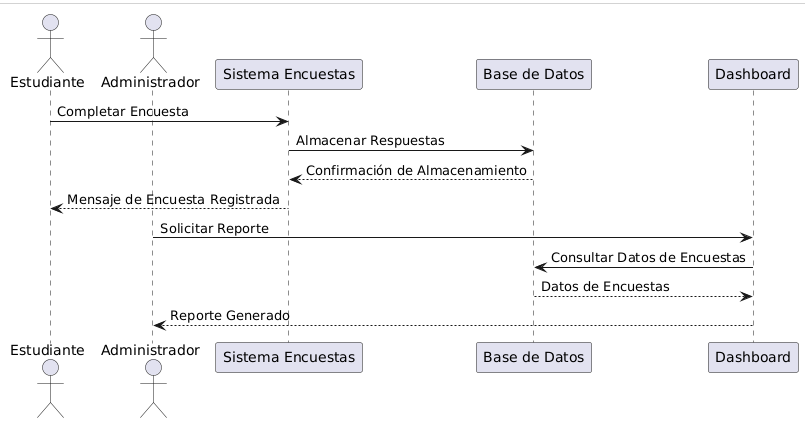 Estudiante
Administrador
Sistema Encuestas
Base de Datos
Dashboard
Completar Encuesta
Almacenar Respuestas
Confirmación de Almacenamiento
Mensaje de Encuesta Registrada
Solicitar Reporte
Consultar Datos de Encuestas
Datos de Encuestas
Reporte Generado
Estudiante
Administrador
Sistema Encuestas
Base de Datos
Dashboard